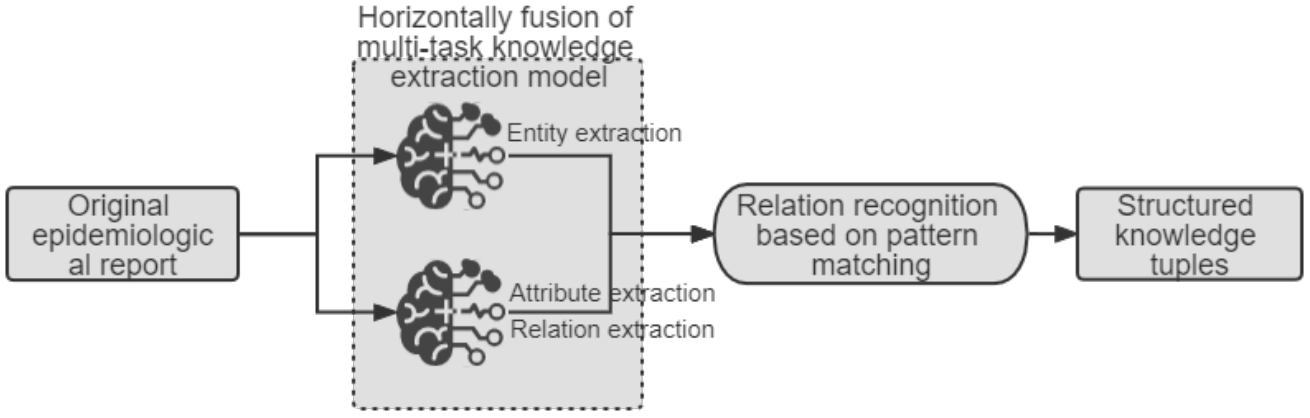 Horizontally fusion of
multi-task knowledge
extraction model
Entity extraction
Original
epidemiologic
al report
Attribute extraction
Relation extraction
Relation recognition
based on pattern
matching
Structured
knowledge
tuples